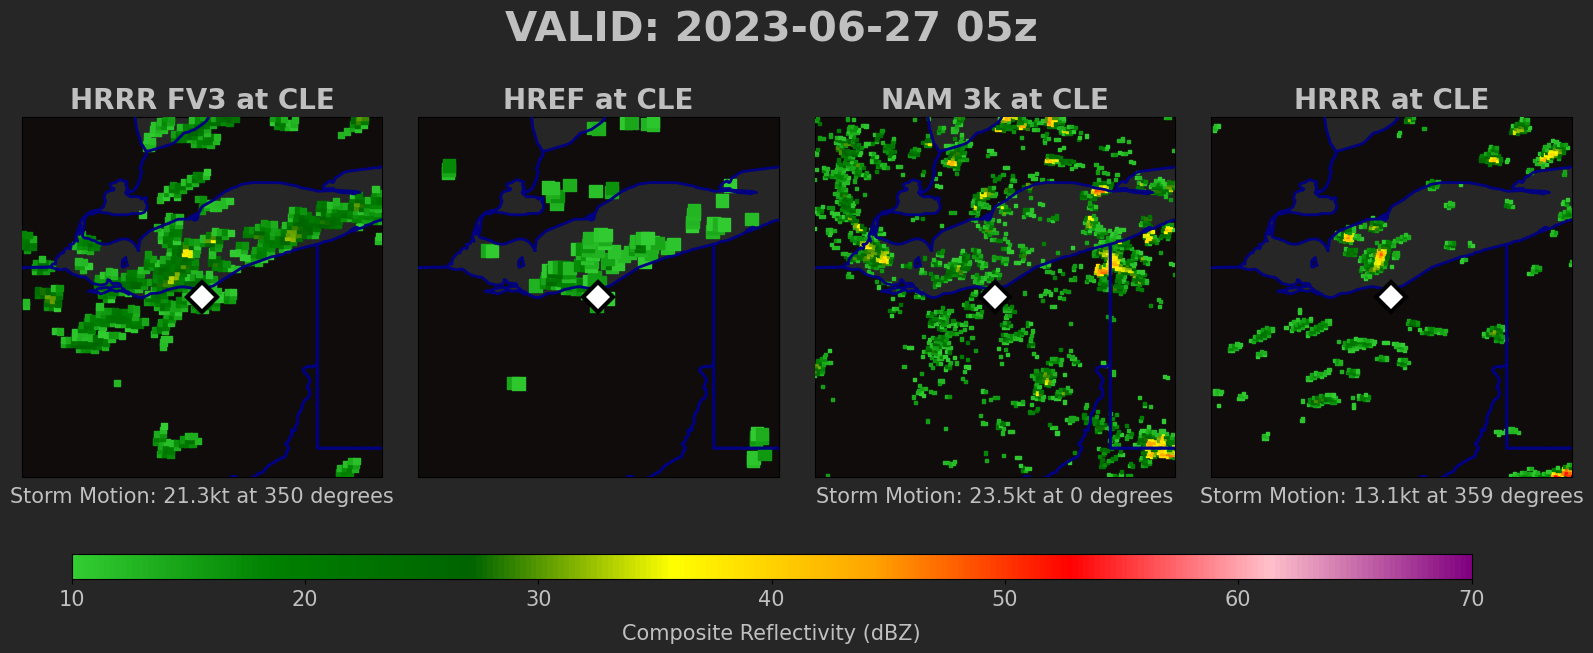 VALID: 2023-06-27 05z
HRRR FV3 at CLE
HREF at CLE
NAM 3k at CLE
HRRR at CLE
Storm Motion: 21.3kt at 350 degrees
Storm Motion: 23.5kt at 0 degrees
Storm Motion: 13.1kt at 359 degrees
10 20 30 40 50 60 70
Composite Reflectivity (dBZ)